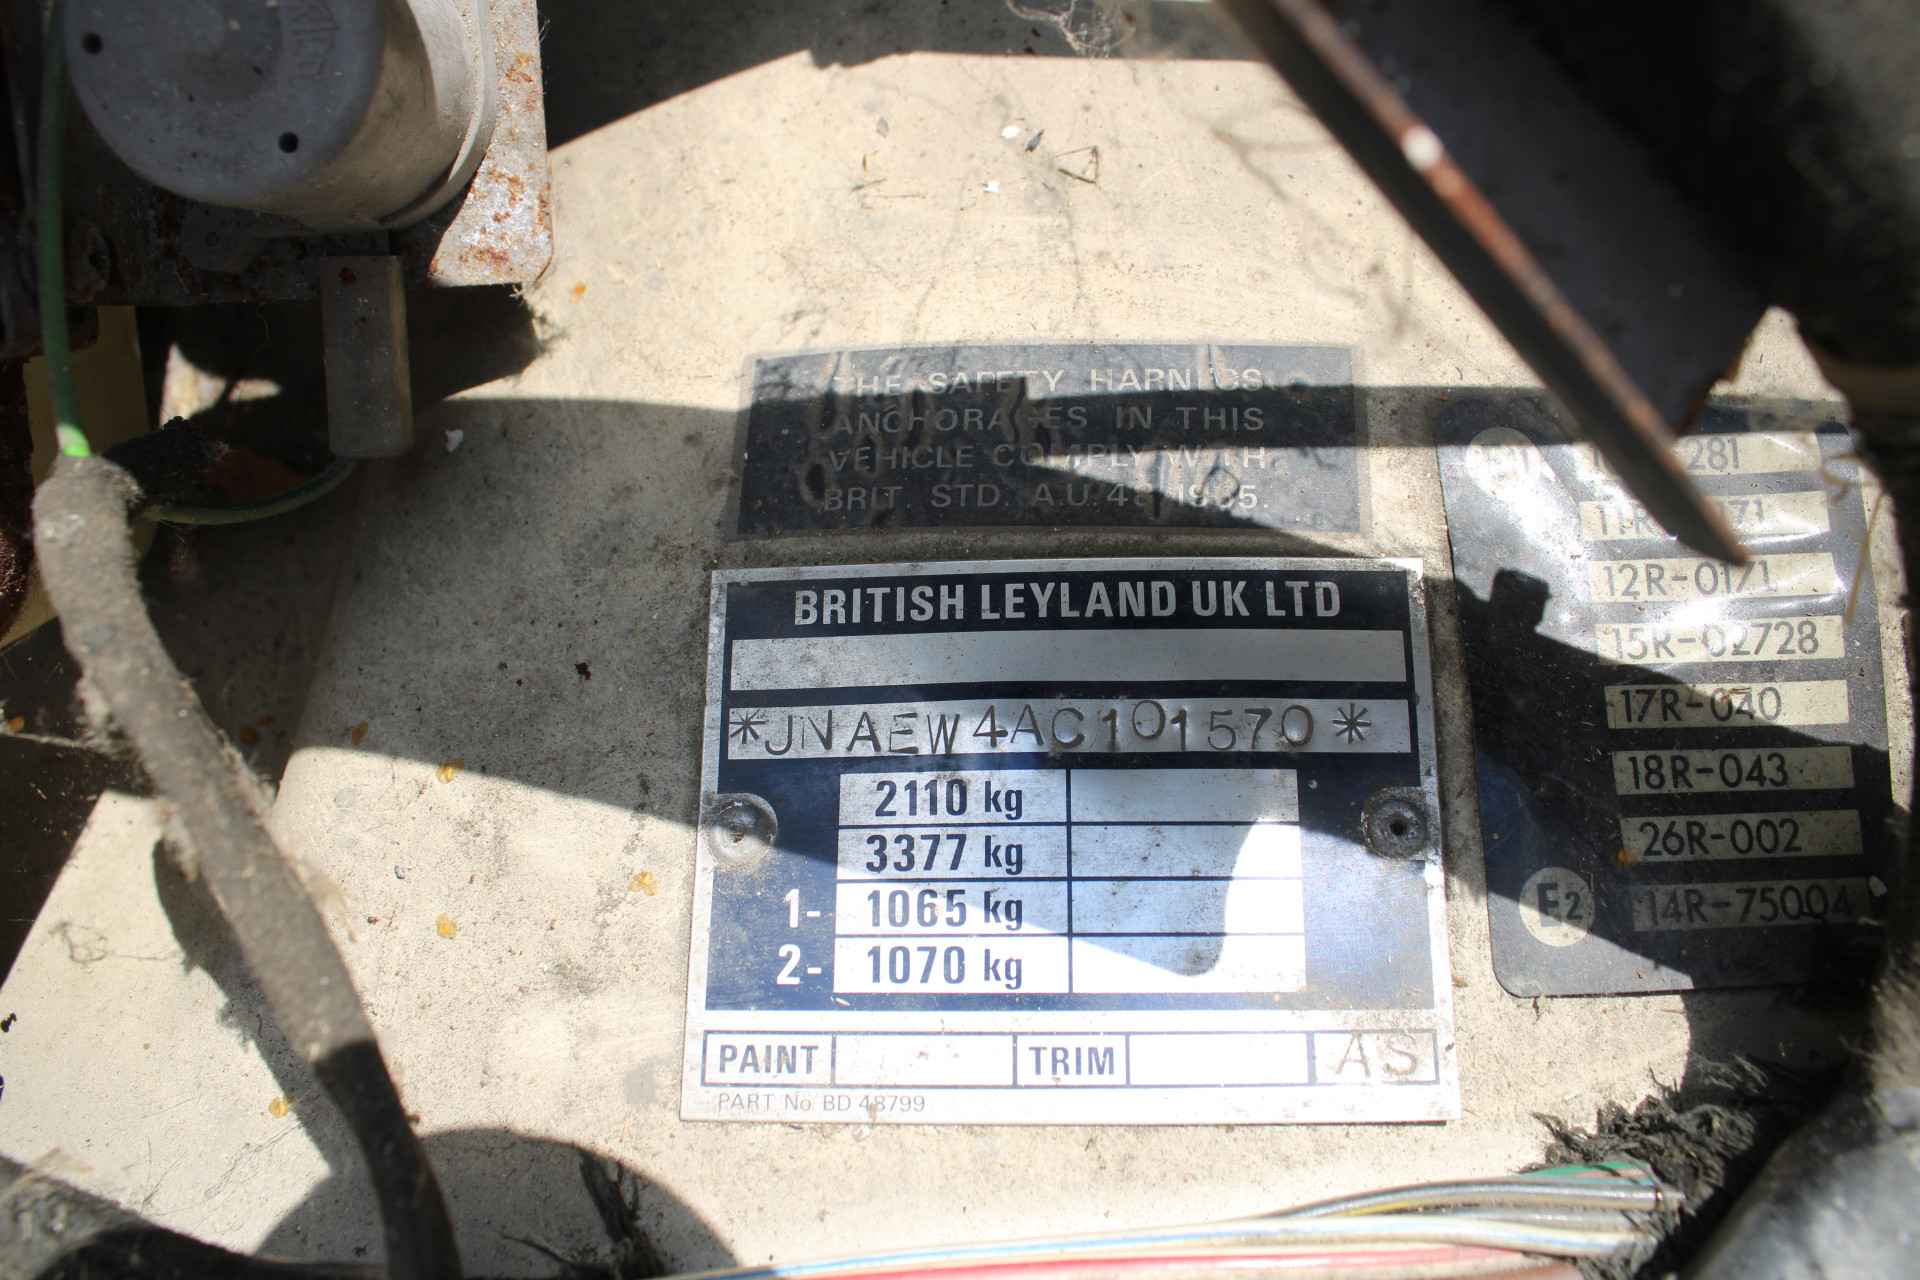 THE SAFETY HARNESS
ANCHORAGES IN THIS
VEHICLE COMPLY WITH
BRIT. STD. A.U.48 1965.
BRITISH LEYLAND UK LTD
*JNAEW4AC101570*
2110 kg
3377 kg
1- 1065 kg
2- 1070 kg
PAINT TRIM AS
PART No BD 48799
12R-0171
15R-02728
17R-040
18R-043
26R-002
E2 14R-75004